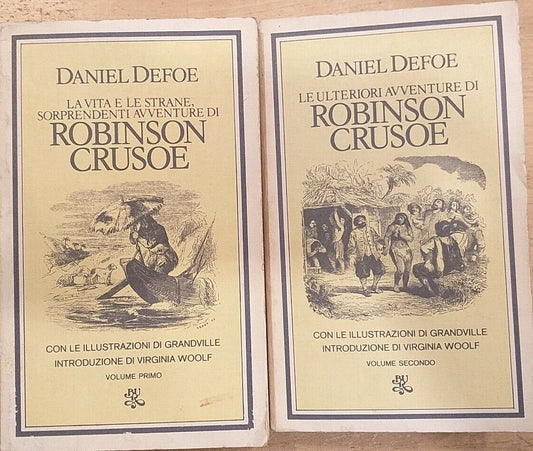 DANIEL DEFOE
LA VITA E LE STRANE,
SORPRENDENTI AVVENTURE DI
ROBINSON
CRUSOE
CON LE ILLUSTRAZIONI DI GRANDVILLE
INTRODUZIONE DI VIRGINIA WOOLF
VOLUME PRIMO
BUR
DANIEL DEFOE
LE ULTERIORI AVVENTURE DI
ROBINSON
CRUSOE
CON LE ILLUSTRAZIONI DI GRANDVILLE
INTRODUZIONE DI VIRGINIA WOOLF
VOLUME SECONDO
BUR